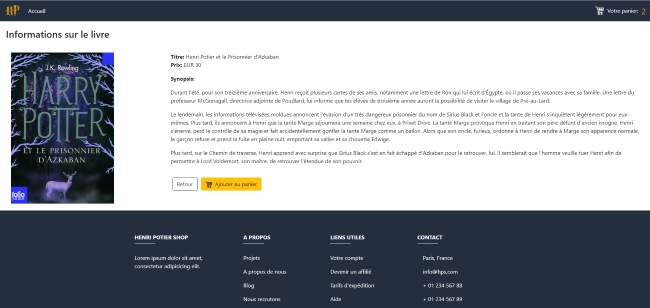 HP
Accueil
Votre panier: 2
Informations sur le livre
J.K. Rowling
HARRY
POTTER
ET LE PRISONNIER
D'AZKABAN
folio
Titre: Henri Potier et le Prisonnier d'Azkaban
Prix: EUR 30
Synopsis:
Durant l'été, pour son treizième anniversaire, Henri reçoit plusieurs cartes de ses amis, notamment une lettre de Ron qui lui écrit d'Égypte, où il passe ses vacances avec sa famille. Une lettre du
professeur McGonagall, directrice adjointe de Poudlard, lui informe que les élèves de troisième année auront la possibilité de visiter le village de Pré-au-Lard.
Le lendemain, les informations télévisées moldues annoncent l'évasion d'un très dangereux prisonnier du nom de Sirius Black et l'oncle et la tante de Henri s'inquiètent légèrement pour eux-
mêmes. Plus tard, ils annoncent à Henri que la tante Marge séjournera une semaine chez eux, à Privet Drive. La tante Marge provoque Henri en traitant son père défunt d'ancien ivrogne. Henri
s'énerve, perd le contrôle de sa magie et fait accidentellement gonfler la tante Marge comme un ballon. Alors que son oncle, furieux, ordonne à Henri de rendre à Marge son apparence normale,
le garçon refuse et prend la fuite en pleine nuit, emportant sa valise et sa chouette Edwige.
Plus tard, sur le Chemin de traverse, Henri apprend avec surprise que Sirius Black s'est en fait échappé d'Azkaban pour le retrouver, lui. Il semblerait que l'homme veuille tuer Henri afin de
permettre à Lord Voldemort, son maître, de retrouver l'étendue de son pouvoir.
Retour
Ajouter au panier
HENRI POTIER SHOP
Lorem ipsum dolor sit amet,
consectetur adipisicing elit.
A PROPOS
Projets
A propos de nous
Blog
Nous recrutons
LIENS UTILES
Votre compte
Devenir un affilié
Tarifs d'expédition
Aide
CONTACT
Paris, France
info@hps.com
+ 01 234 567 88
+ 01 234 567 89